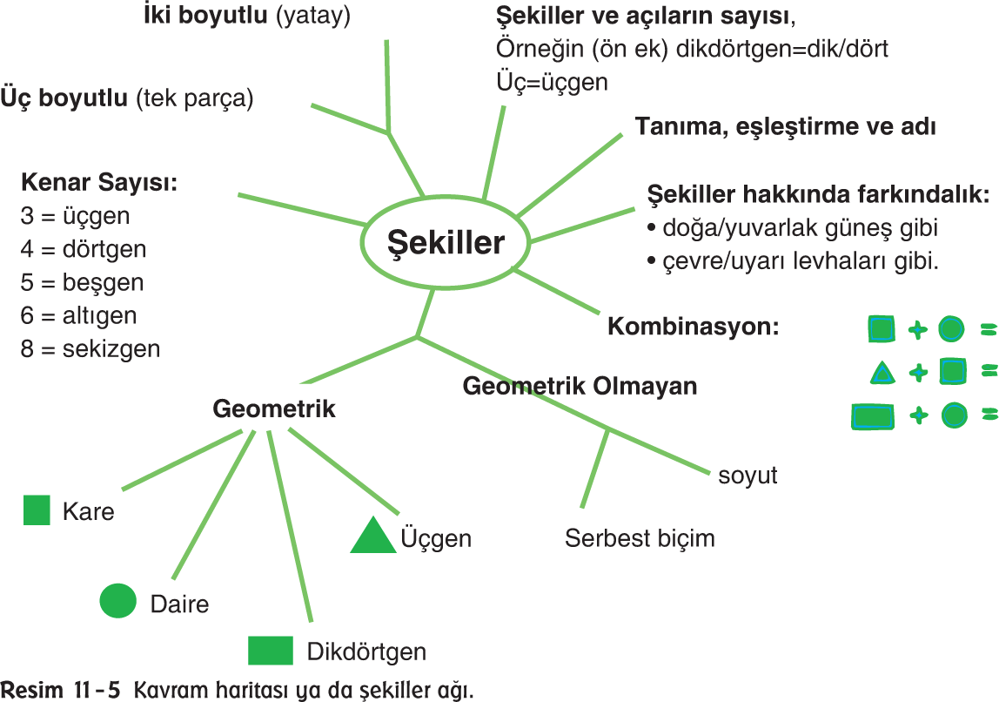 İki boyutlu (yatay)
Şekiller ve açıların sayısı,
Örneğin (ön ek) dikdörtgen=dik/dört
Üç=üçgen
Üç boyutlu (tek parça)
Tanıma, eşleştirme ve adı
Kenar Sayısı:
3 = üçgen
4 = dörtgen
5 = beşgen
6 = altıgen
8 = sekizgen
Şekiller
Şekiller hakkında farkındalık:
• doğa/yuvarlak güneş gibi
• çevre/uyarı levhaları gibi.
Kombinasyon:
+ =
+ =
+ =
Geometrik Olmayan
Geometrik
soyut
Serbest biçim
Kare
Üçgen
Daire
Dikdörtgen
Resim 11-5 Kavram haritası ya da şekiller ağı.